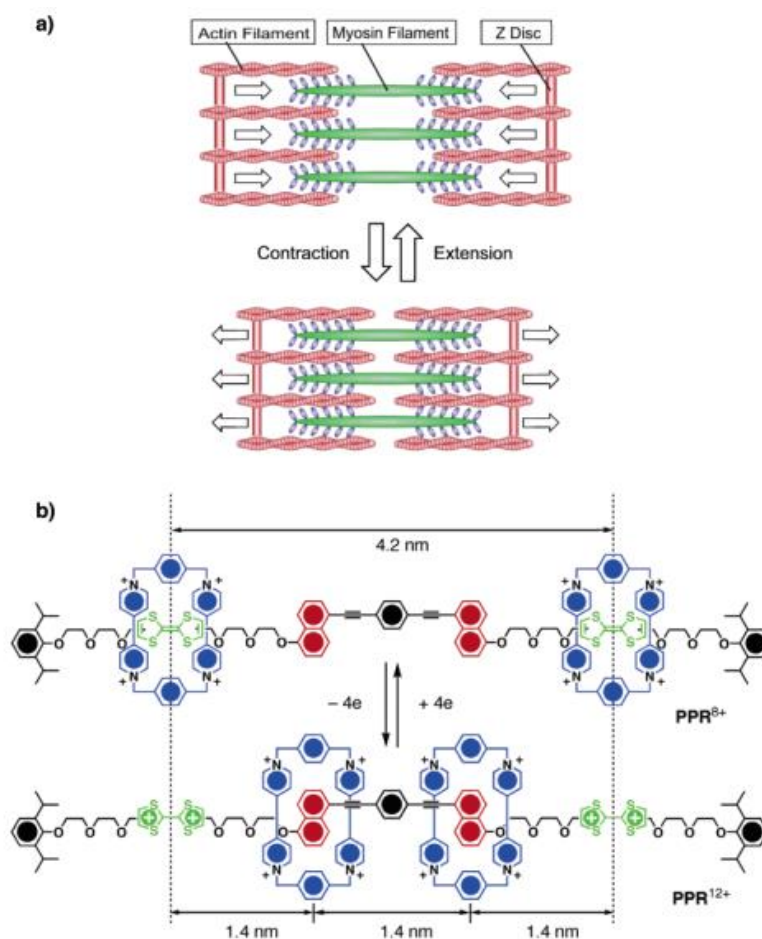 a)
Actin Filament Myosin Filament Z Disc
Contraction Extension
b)
4.2 nm
+N N+ +N N+
S S S S
O O O S S O O O O O O S S O O O
+N N+ +N N+
PPR⁸⁺
– 4e + 4e
+N N+ +N N+
S S S S
O O O S S O O O O O O S S O O O
+N N+ +N N+
PPR¹²⁺
1.4 nm 1.4 nm 1.4 nm